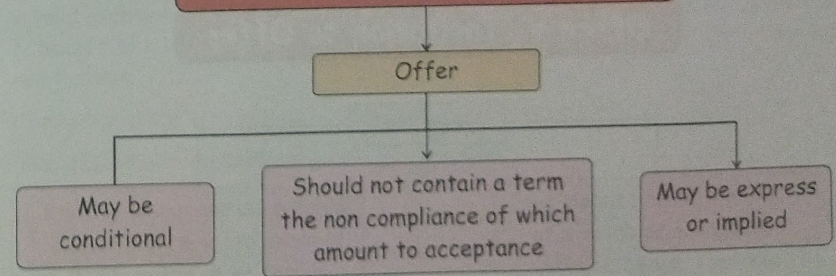 Offer
May be
conditional
Should not contain a term
the non compliance of which
amount to acceptance
May be express
or implied